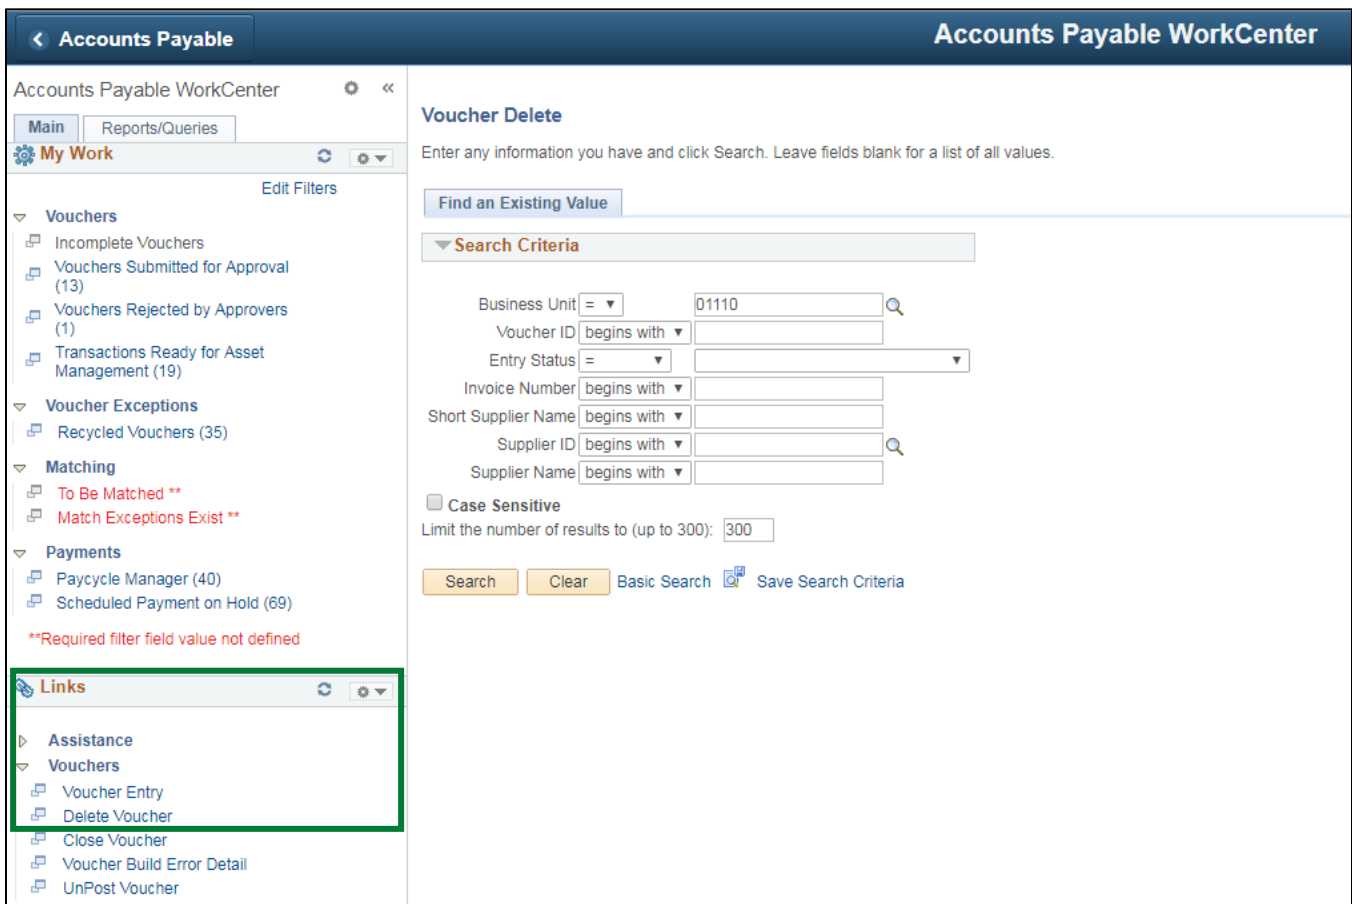 Accounts Payable
Accounts Payable WorkCenter
Accounts Payable WorkCenter
Main
Reports/Queries
My Work
Edit Filters
Vouchers
Incomplete Vouchers
Vouchers Submitted for Approval
(13)
Vouchers Rejected by Approvers
(1)
Transactions Ready for Asset
Management (19)
Voucher Exceptions
Recycled Vouchers (35)
Matching
To Be Matched **
Match Exceptions Exist **
Payments
Paycycle Manager (40)
Scheduled Payment on Hold (69)
**Required filter field value not defined
Links
Assistance
Vouchers
Voucher Entry
Delete Voucher
Close Voucher
Voucher Build Error Detail
UnPost Voucher
Voucher Delete
Enter any information you have and click Search. Leave fields blank for a list of all values.
Find an Existing Value
Search Criteria
Business Unit = 01110
Voucher ID begins with
Entry Status =
Invoice Number begins with
Short Supplier Name begins with
Supplier ID begins with
Supplier Name begins with
Case Sensitive
Limit the number of results to (up to 300): 300
Search Clear Basic Search Save Search Criteria